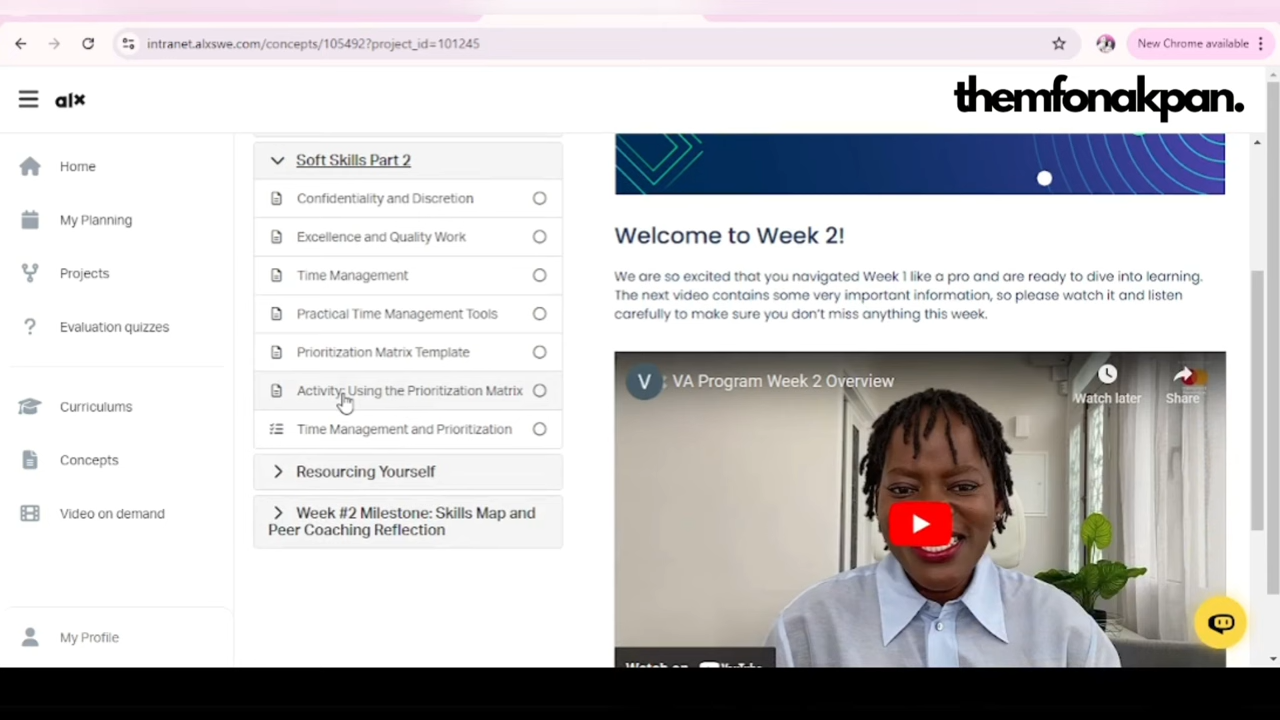 intranet.alxswe.com/concepts/105492?project_id=101245
New Chrome available
alx
themfonakpan.
Home
My Planning
Projects
Evaluation quizzes
Curriculums
Concepts
Video on demand
My Profile
Soft Skills Part 2
Confidentiality and Discretion
Excellence and Quality Work
Time Management
Practical Time Management Tools
Prioritization Matrix Template
Activity: Using the Prioritization Matrix
Time Management and Prioritization
Resourcing Yourself
Week #2 Milestone: Skills Map and
Peer Coaching Reflection
Welcome to Week 2!
We are so excited that you navigated Week 1 like a pro and are ready to dive into learning.
The next video contains some very important information, so please watch it and listen
carefully to make sure you don't miss anything this week.
V
VA Program Week 2 Overview
Watch later
Share
Watch on YouTube